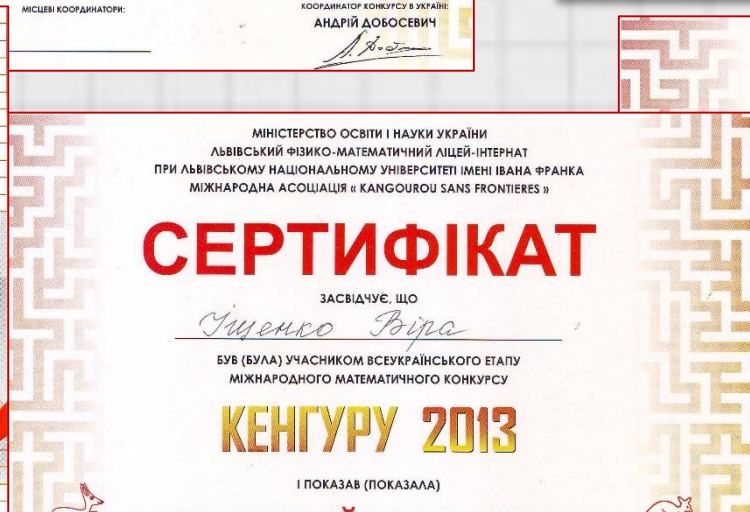 МІСЦЕВІ КООРДИНАТОРИ:
КООРДИНАТОР КОНКУРСУ В УКРАЇНІ:
АНДРІЙ ДОБОСЕВИЧ
МІНІСТЕРСТВО ОСВІТИ І НАУКИ УКРАЇНИ
ЛЬВІВСЬКИЙ ФІЗИКО-МАТЕМАТИЧНИЙ ЛІЦЕЙ-ІНТЕРНАТ
ПРИ ЛЬВІВСЬКОМУ НАЦІОНАЛЬНОМУ УНІВЕРСИТЕТІ ІМЕНІ ІВАНА ФРАНКА
МІЖНАРОДНА АСОЦІАЦІЯ « KANGOUROU SANS FRONTIERES »
СЕРТИФІКАТ
ЗАСВІДЧУЄ, ЩО
Іщенко Віра
БУВ (БУЛА) УЧАСНИКОМ ВСЕУКРАЇНСЬКОГО ЕТАПУ
МІЖНАРОДНОГО МАТЕМАТИЧНОГО КОНКУРСУ
КЕНГУРУ 2013
І ПОКАЗАВ (ПОКАЗАЛА)